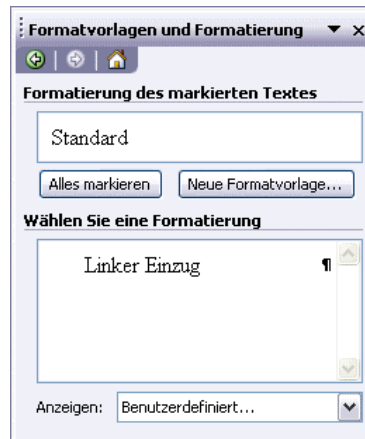 Formatvorlagen und Formatierung
Formatierung des markierten Textes
Standard
Alles markieren Neue Formatvorlage...
Wählen Sie eine Formatierung
Linker Einzug ¶
Anzeigen: Benutzerdefiniert...